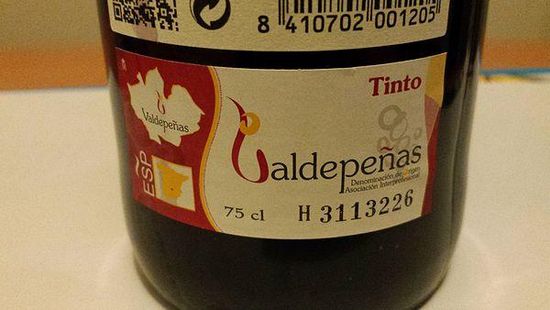 8 410702 001205
Tinto
Valdepeñas
Valdepeñas
Denominación de Origen
Asociación Interprofesional
ESP
75 cl
H 3113226